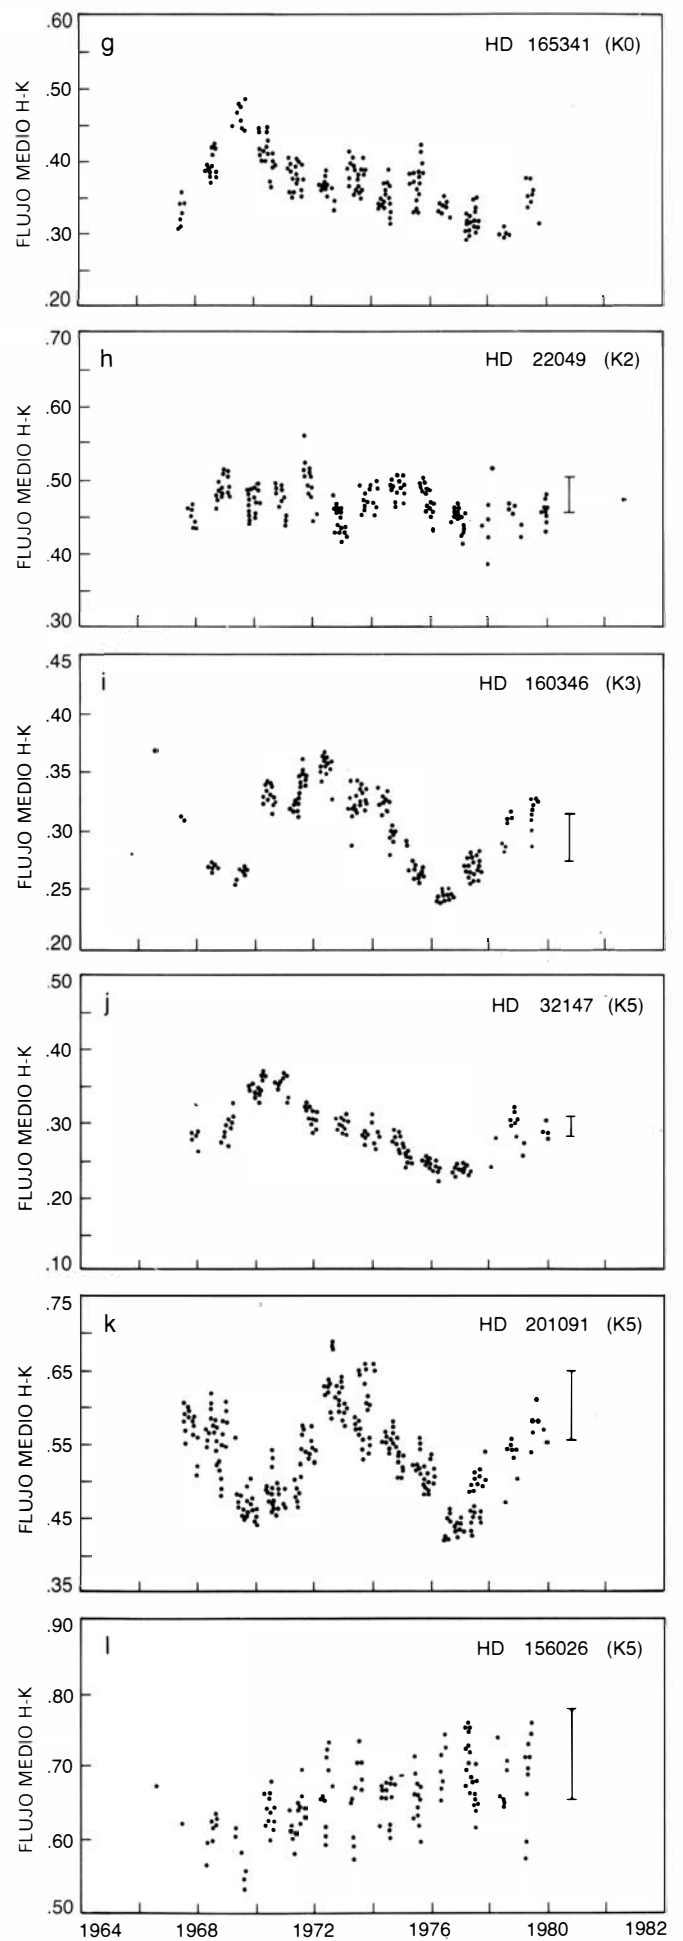 g
HD 165341 (K0)
FLUJO MEDIO H-K
.60
.50
.40
.30
.20
h
HD 22049 (K2)
FLUJO MEDIO H-K
.70
.60
.50
.40
.30
i
HD 160346 (K3)
FLUJO MEDIO H-K
.45
.40
.35
.30
.25
.20
j
HD 32147 (K5)
FLUJO MEDIO H-K
.50
.40
.30
.20
.10
k
HD 201091 (K5)
FLUJO MEDIO H-K
.75
.65
.55
.45
.35
l
HD 156026 (K5)
FLUJO MEDIO H-K
.90
.80
.70
.60
.50
1964 1968 1972 1976 1980 1982